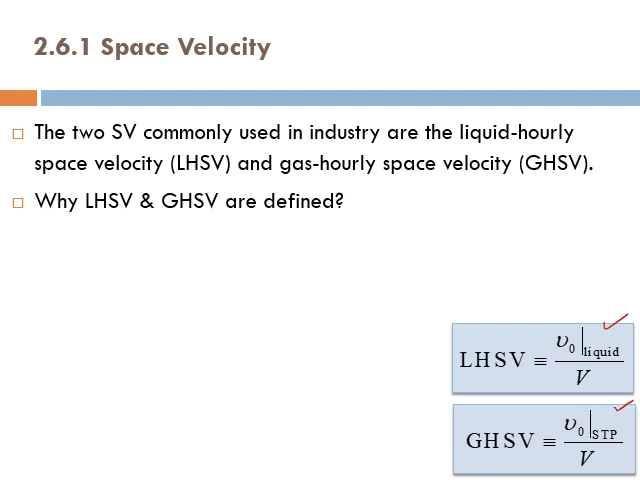 2.6.1 Space Velocity
The two SV commonly used in industry are the liquid-hourly
space velocity (LHSV) and gas-hourly space velocity (GHSV).
Why LHSV & GHSV are defined?
LHSV ≡ υ₀|liquid / V
GHSV ≡ υ₀|STP / V